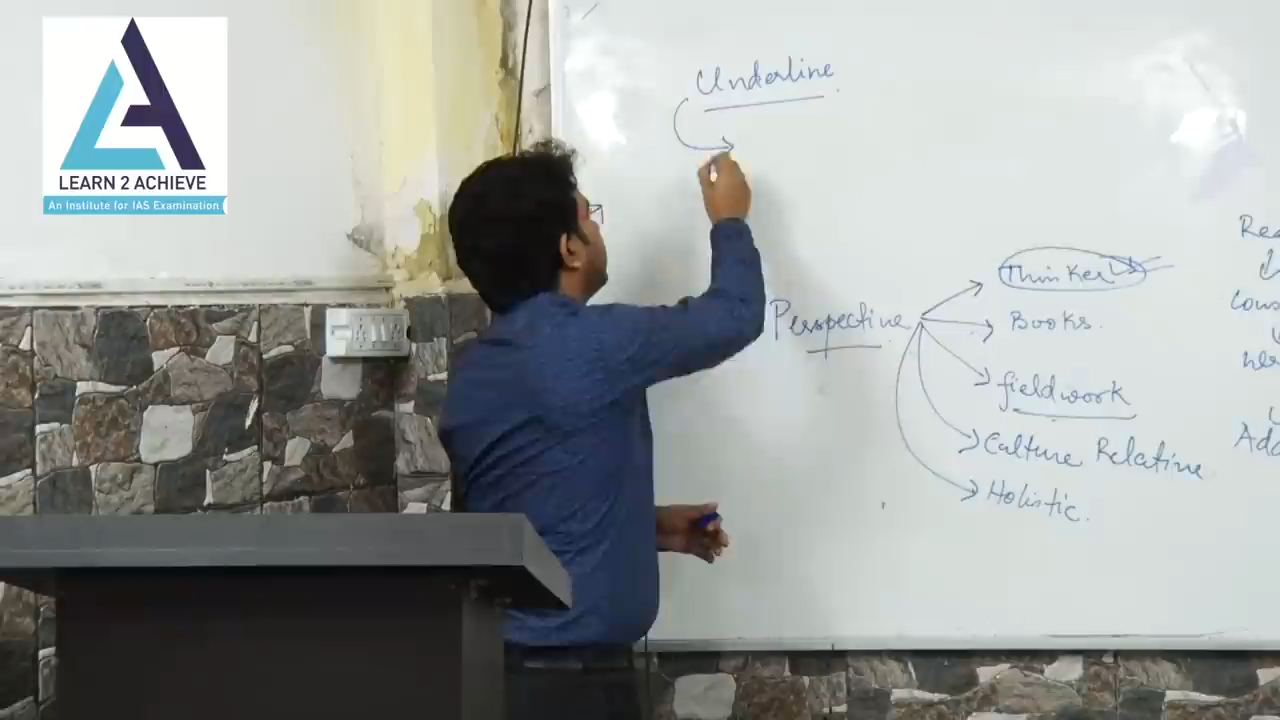 LEARN 2 ACHIEVE
An Institute for IAS Examination
Underline
Perspective
Thinker
Books.
fieldwork
Culture Relative
Holistic.